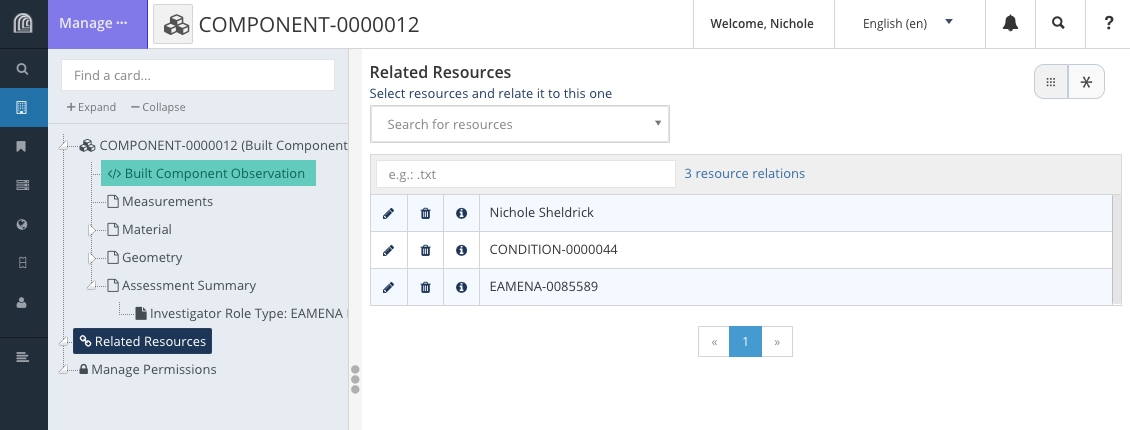 Manage ...
COMPONENT-0000012
Welcome, Nichole
English (en)
?
Find a card...
+ Expand
− Collapse
COMPONENT-0000012 (Built Component
</> Built Component Observation
Measurements
Material
Geometry
Assessment Summary
Investigator Role Type: EAMENA
Related Resources
Manage Permissions
Related Resources
Select resources and relate it to this one
Search for resources
e.g.: .txt
3 resource relations
Nichole Sheldrick
CONDITION-0000044
EAMENA-0085589
« 1 »